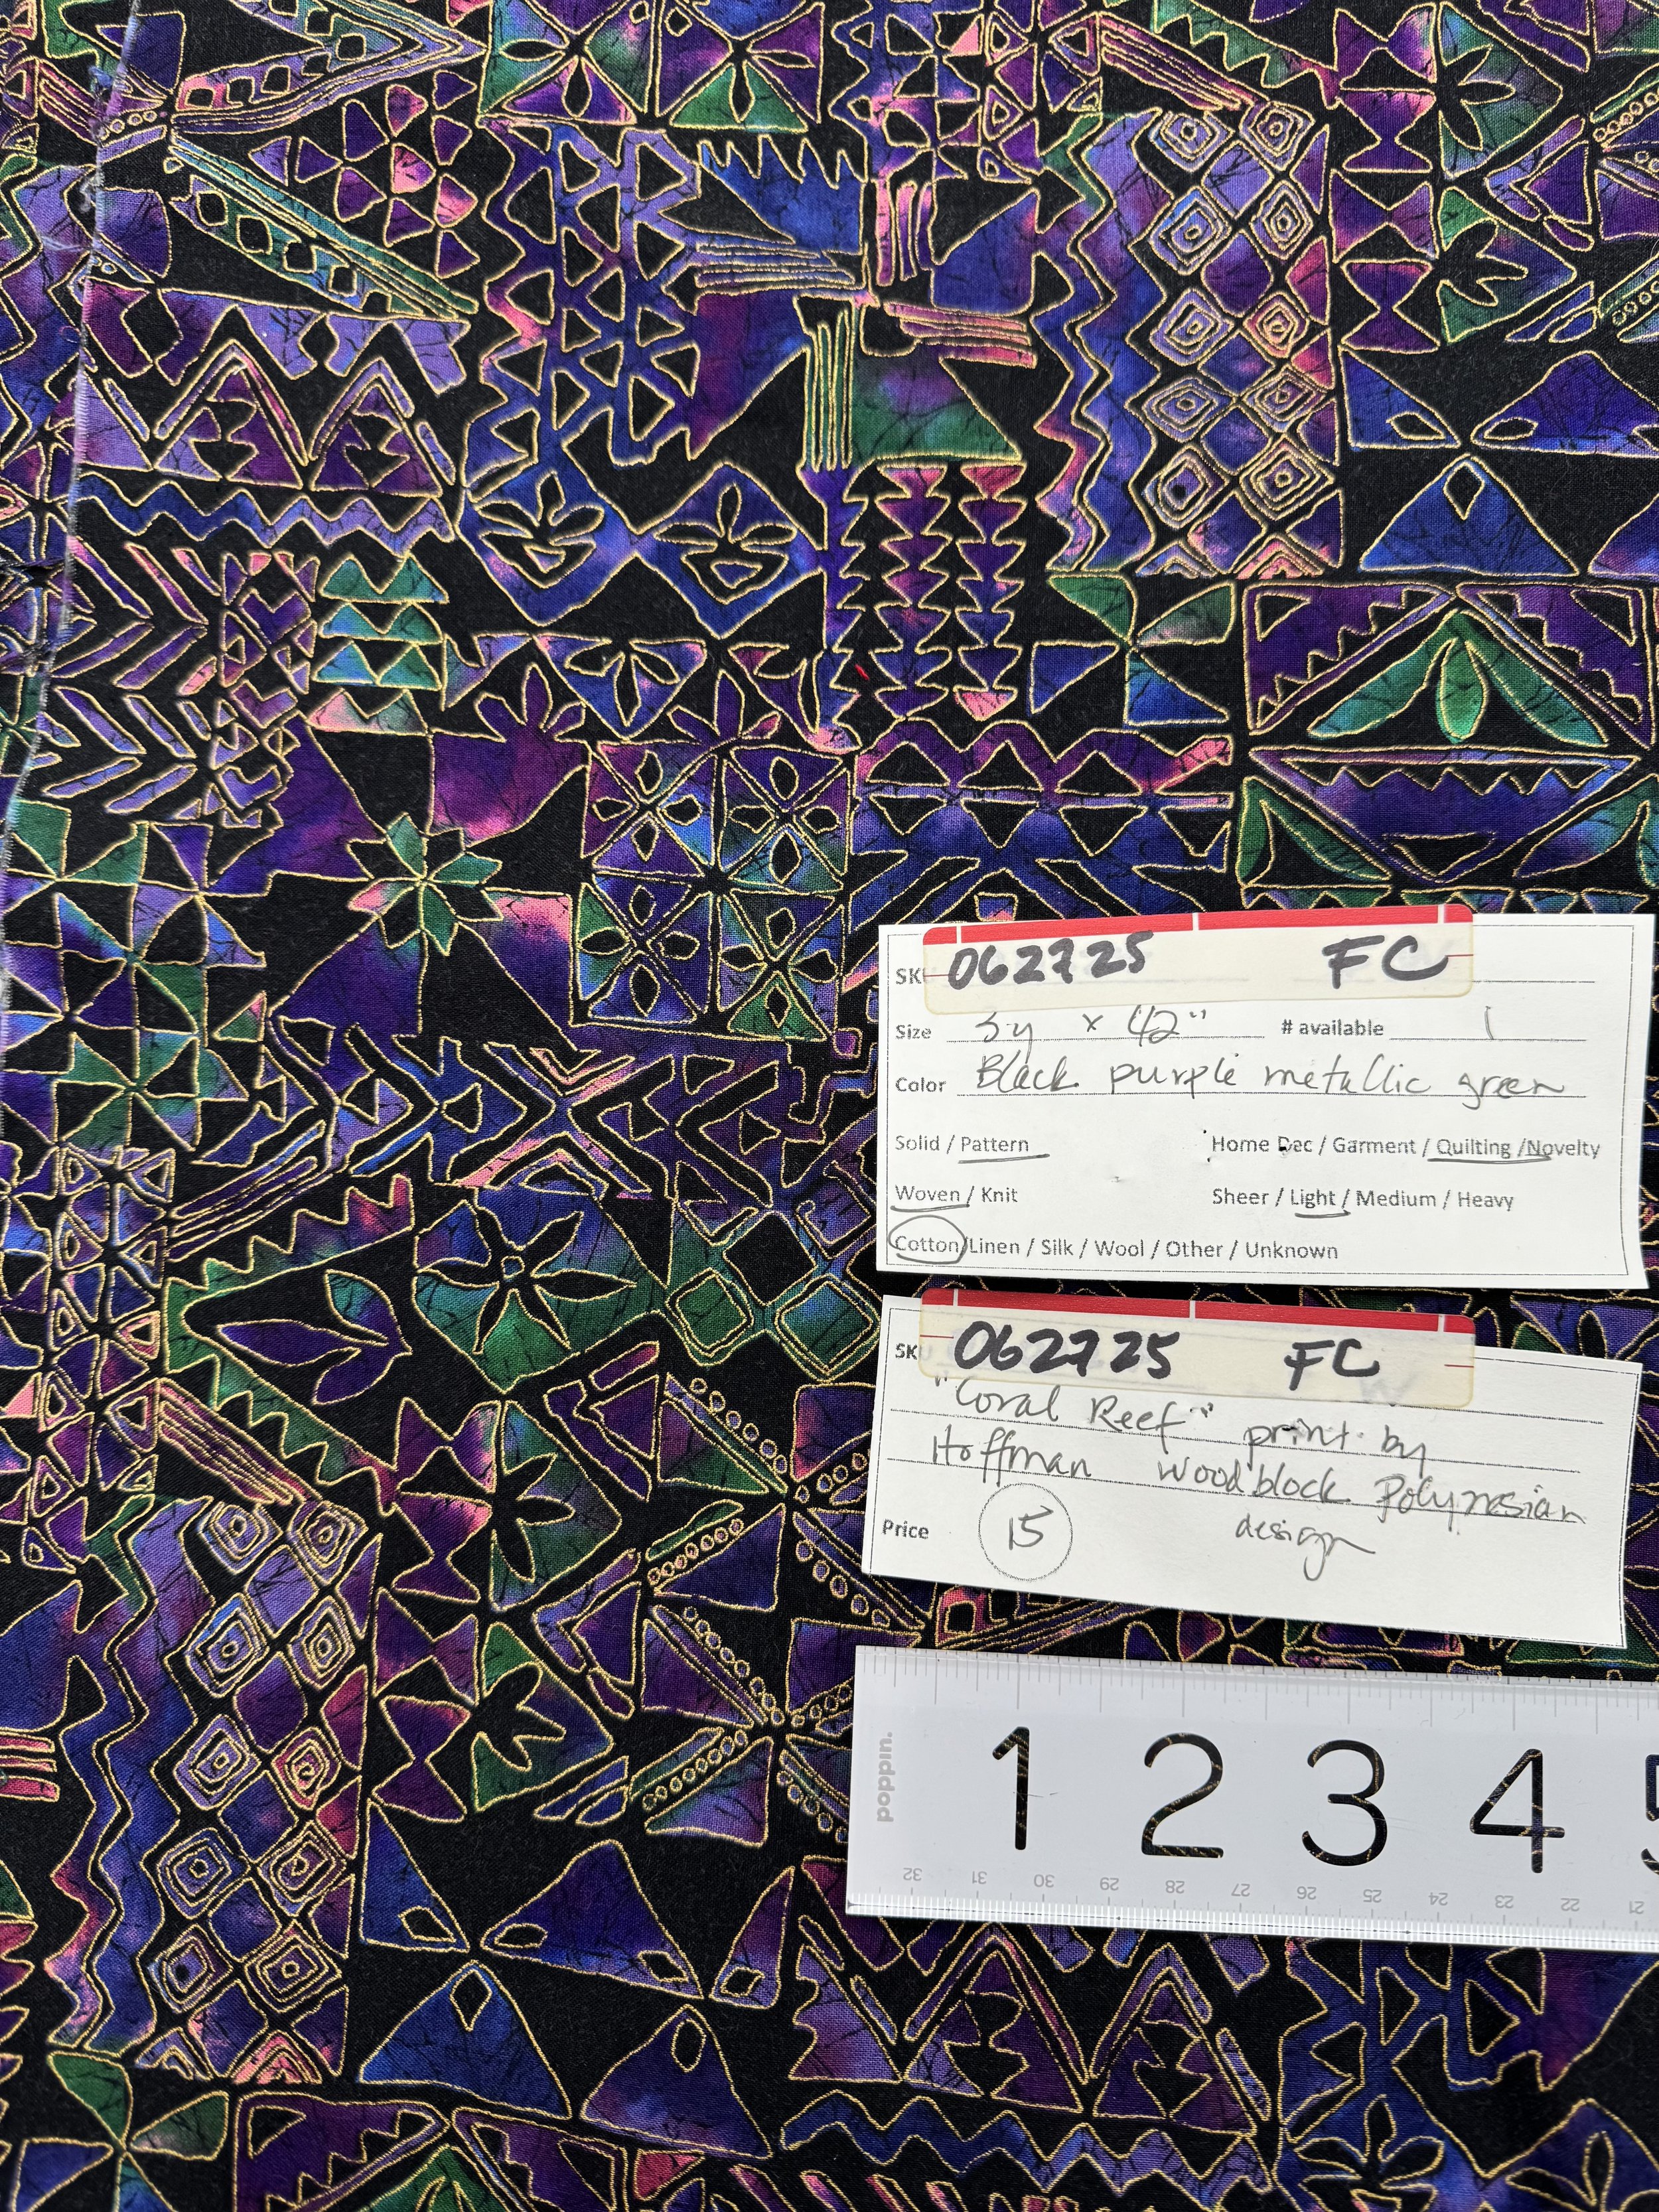 SKU 062725 FC
Size 3y x 42" # available 1
Color Black purple metallic green
Solid / Pattern Home Dec / Garment / Quilting / Novelty
Woven / Knit Sheer / Light / Medium / Heavy
Cotton / Linen / Silk / Wool / Other / Unknown
SKU 062725 FC
"Coral Reef" print by
Hoffman Woodblock Polynesian
design
Price 15
poppin.
1 2 3 4 5
32 31 30 29 28 27 26 25 24 23 22 21